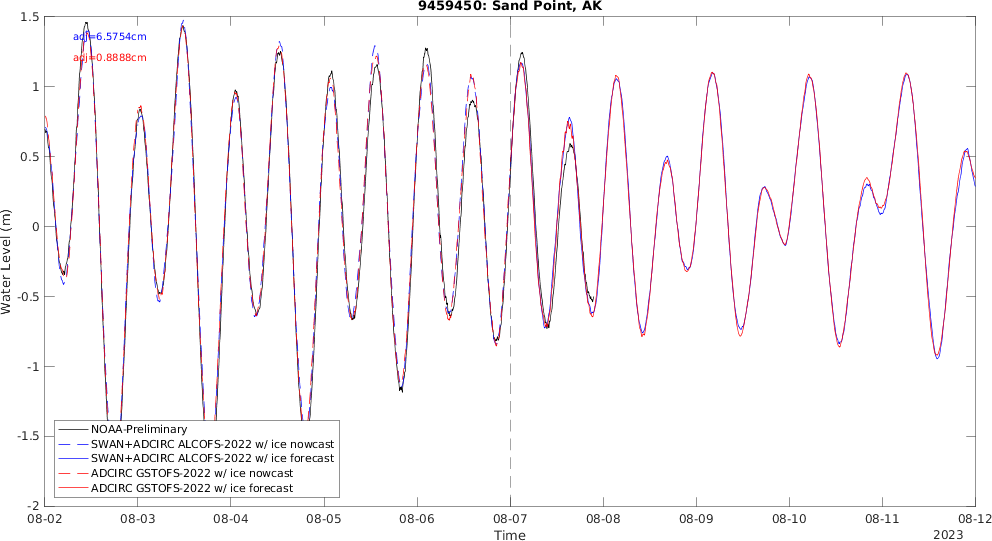 9459450: Sand Point, AK
adj=6.5754cm
adj=0.8888cm
1.5
1
0.5
0
-0.5
-1
-1.5
-2
Water Level (m)
NOAA-Preliminary
SWAN+ADCIRC ALCOFS-2022 w/ ice nowcast
SWAN+ADCIRC ALCOFS-2022 w/ ice forecast
ADCIRC GSTOFS-2022 w/ ice nowcast
ADCIRC GSTOFS-2022 w/ ice forecast
08-02 08-03 08-04 08-05 08-06 08-07 08-08 08-09 08-10 08-11 08-12
Time
2023